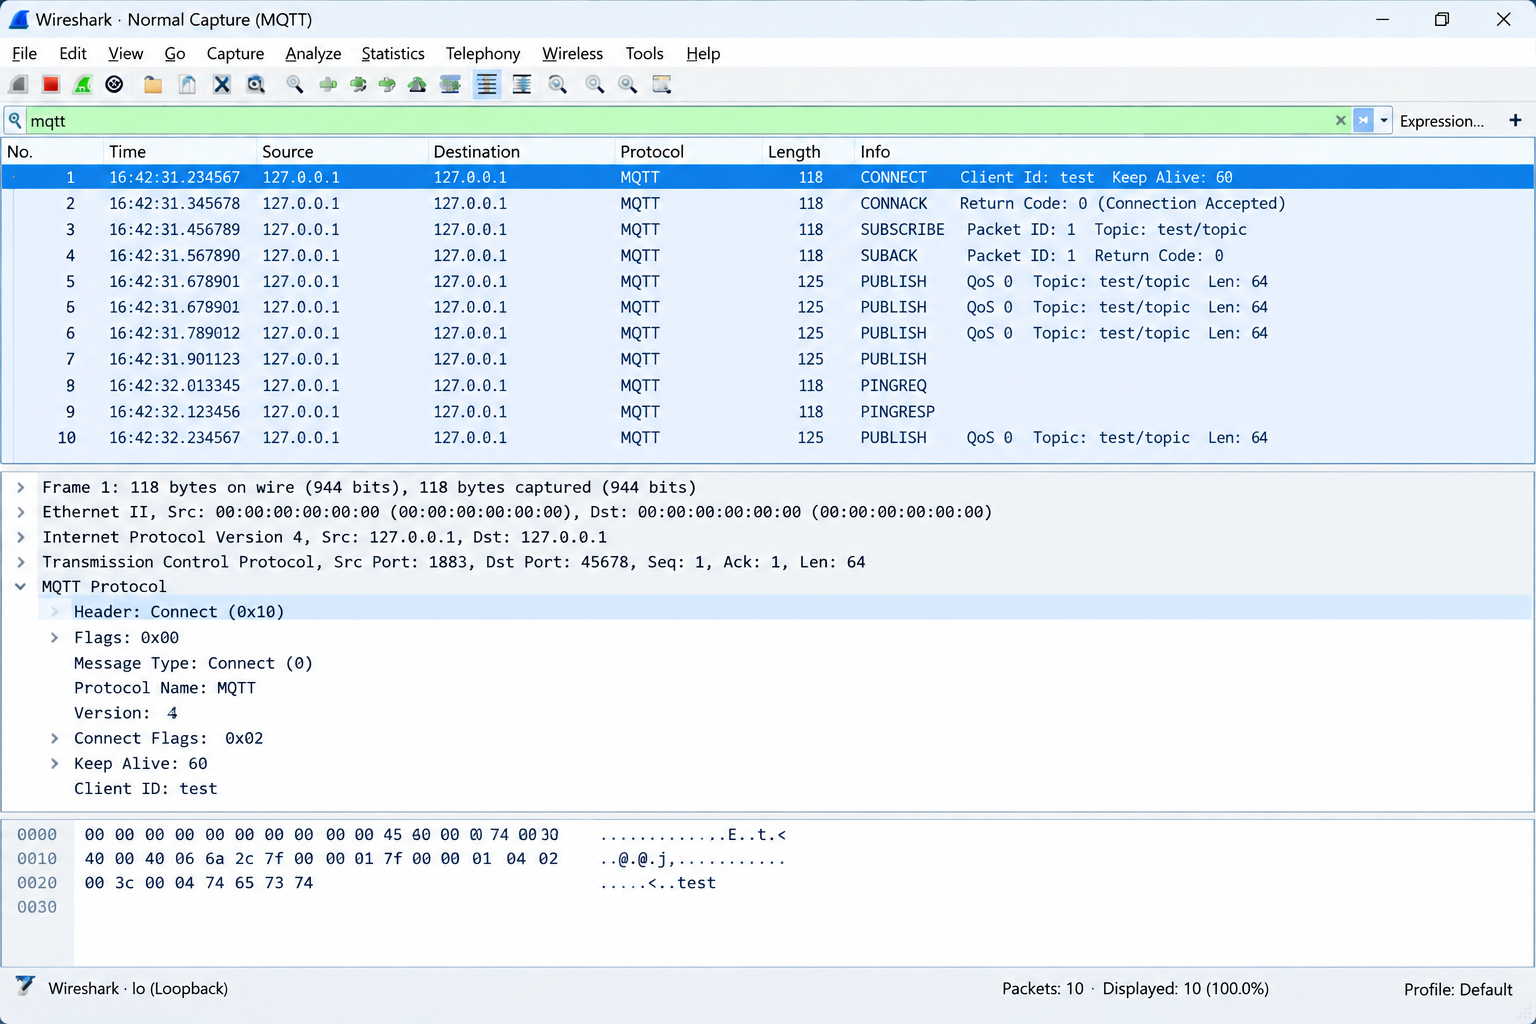 Wireshark · Normal Capture (MQTT)
File Edit View Go Capture Analyze Statistics Telephony Wireless Tools Help
mqtt Expression... +
No. Time Source Destination Protocol Length Info
1 16:42:31.234567 127.0.0.1 127.0.0.1 MQTT 118 CONNECT Client Id: test Keep Alive: 60
2 16:42:31.345678 127.0.0.1 127.0.0.1 MQTT 118 CONNACK Return Code: 0 (Connection Accepted)
3 16:42:31.456789 127.0.0.1 127.0.0.1 MQTT 118 SUBSCRIBE Packet ID: 1 Topic: test/topic
4 16:42:31.567890 127.0.0.1 127.0.0.1 MQTT 118 SUBACK Packet ID: 1 Return Code: 0
5 16:42:31.678901 127.0.0.1 127.0.0.1 MQTT 125 PUBLISH QoS 0 Topic: test/topic Len: 64
16:42:31.678901 127.0.0.1 127.0.0.1 MQTT 125 PUBLISH QoS 0 Topic: test/topic Len: 64
6 16:42:31.789012 127.0.0.1 127.0.0.1 MQTT 125 PUBLISH QoS 0 Topic: test/topic Len: 64
7 16:42:31.901123 127.0.0.1 127.0.0.1 MQTT 125 PUBLISH
8 16:42:32.013345 127.0.0.1 127.0.0.1 MQTT 118 PINGREQ
9 16:42:32.123456 127.0.0.1 127.0.0.1 MQTT 118 PINGRESP
10 16:42:32.234567 127.0.0.1 127.0.0.1 MQTT 125 PUBLISH QoS 0 Topic: test/topic Len: 64
Frame 1: 118 bytes on wire (944 bits), 118 bytes captured (944 bits)
Ethernet II, Src: 00:00:00:00:00:00 (00:00:00:00:00:00), Dst: 00:00:00:00:00:00 (00:00:00:00:00:00)
Internet Protocol Version 4, Src: 127.0.0.1, Dst: 127.0.0.1
Transmission Control Protocol, Src Port: 1883, Dst Port: 45678, Seq: 1, Ack: 1, Len: 64
MQTT Protocol
Header: Connect (0x10)
Flags: 0x00
Message Type: Connect (0)
Protocol Name: MQTT
Version: 4
Connect Flags: 0x02
Keep Alive: 60
Client ID: test
0000 00 00 00 00 00 00 00 00 00 00 45 60 00 00 74 00 30 .............E..t.<
0010 40 00 40 06 6a 2c 7f 00 00 01 7f 00 00 01 04 02 ..@.@.j,...........
0020 00 3c 00 04 74 65 73 74 .....<..test
0030
Wireshark · lo (Loopback) Packets: 10 · Displayed: 10 (100.0%) Profile: Default